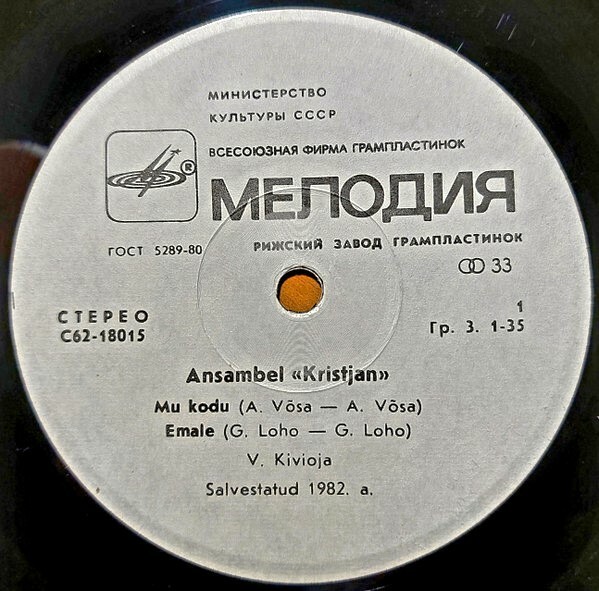 МИНИСТЕРСТВО
КУЛЬТУРЫ СССР
ВСЕСОЮЗНАЯ ФИРМА ГРАМПЛАСТИНОК
®
МЕЛОДИЯ
ГОСТ 5289-80
РИЖСКИЙ ЗАВОД ГРАМПЛАСТИНОК
33
СТЕРЕО
С62-18015
1
Гр. 3. 1-35
Ansambel «Kristjan»
Mu kodu (A. Võsa — A. Võsa)
Emale (G. Loho — G. Loho)
V. Kivioja
Salvestatud 1982. a.